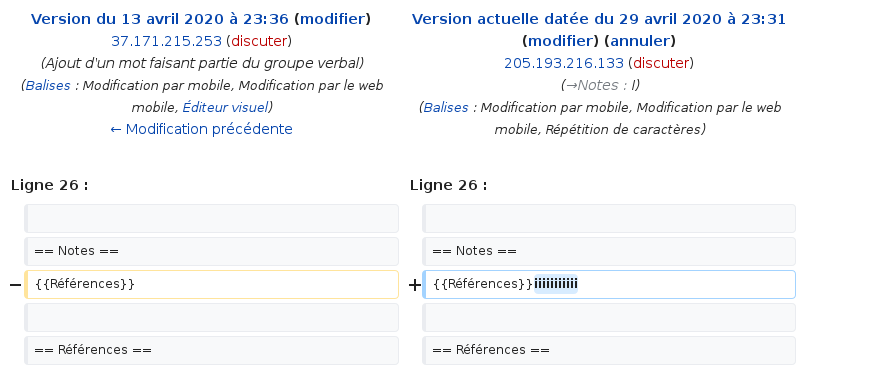 Version du 13 avril 2020 à 23:36 (modifier)
37.171.215.253 (discuter)
(Ajout d'un mot faisant partie du groupe verbal)
(Balises : Modification par mobile, Modification par le web
mobile, Éditeur visuel)
← Modification précédente
Version actuelle datée du 29 avril 2020 à 23:31
(modifier) (annuler)
205.193.216.133 (discuter)
(→Notes : I)
(Balises : Modification par mobile, Modification par le web
mobile, Répétition de caractères)
Ligne 26 :
Ligne 26 :
== Notes ==
== Notes ==
− {{Références}}
+ {{Références}}iiiiiiiiiii
== Références ==
== Références ==